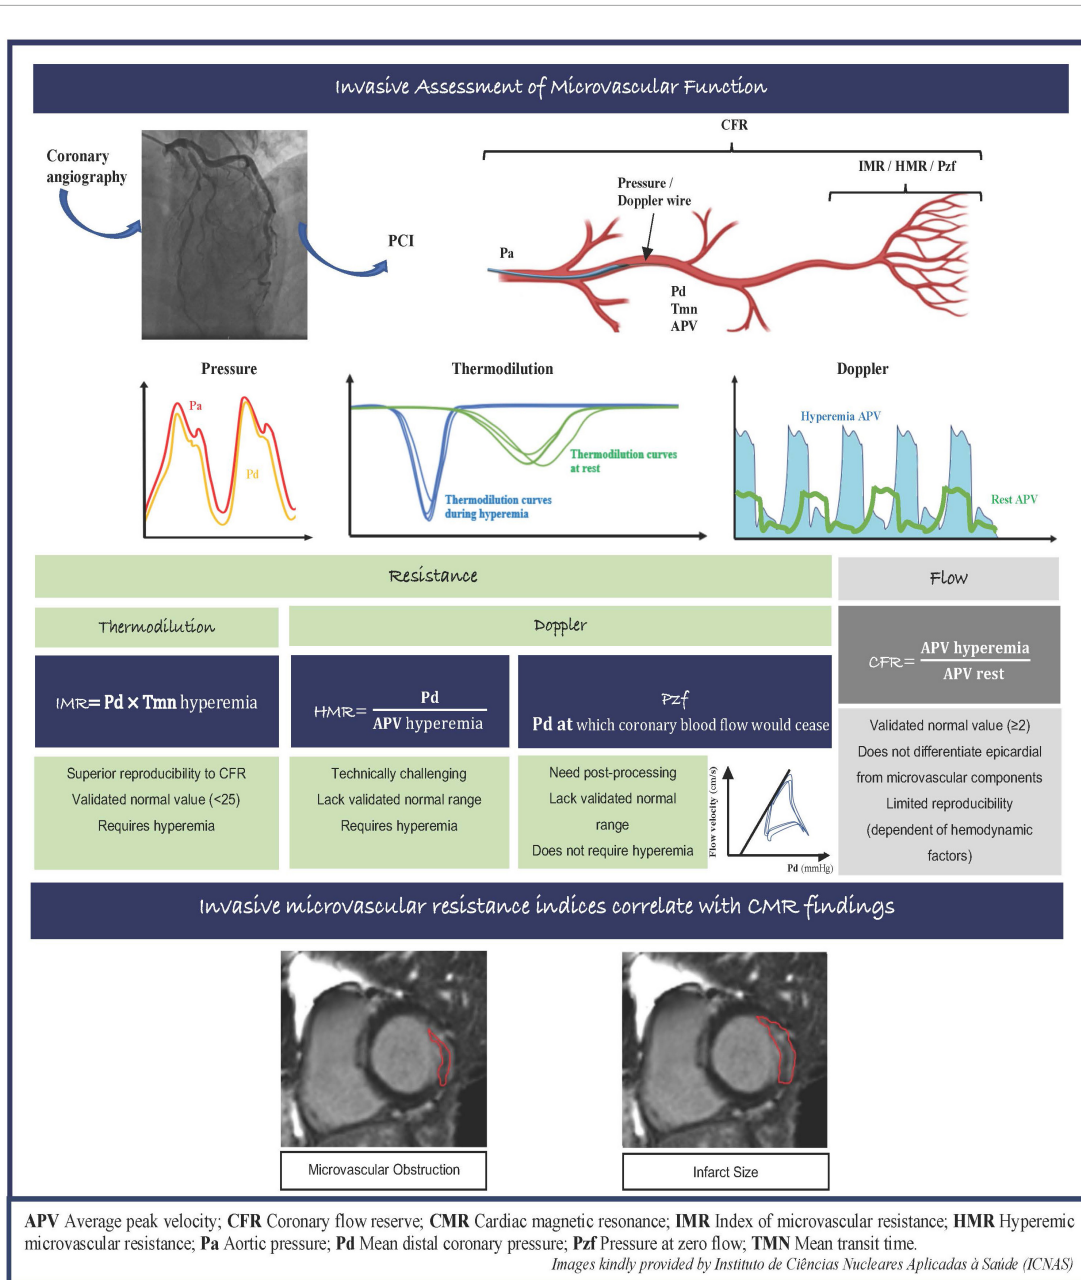 Invasive Assessment of Microvascular Function
Coronary
angiography
PCI
CFR
IMR / HMR / Pzf
Pressure /
Doppler wire
Pa
Pd
Tmn
APV
Pressure
Pa
Pd
Thermodilution
Thermodilution curves
at rest
Thermodilution curves
during hyperemia
Doppler
Hyperemia APV
Rest APV
Resistance
Flow
Thermodilution
Doppler
IMR= Pd × Tmn hyperemia
HMR= Pd / APV hyperemia
Pzf
Pd at which coronary blood flow would cease
CFR= APV hyperemia / APV rest
Superior reproducibility to CFR
Validated normal value (<25)
Requires hyperemia
Technically challenging
Lack validated normal range
Requires hyperemia
Need post-processing
Lack validated normal
range
Does not require hyperemia
Flow velocity (cm/s)
Pd (mmHg)
Validated normal value (≥2)
Does not differentiate epicardial
from microvascular components
Limited reproducibility
(dependent of hemodynamic
factors)
Invasive microvascular resistance indices correlate with CMR findings
Microvascular Obstruction
Infarct Size
APV Average peak velocity; CFR Coronary flow reserve; CMR Cardiac magnetic resonance; IMR Index of microvascular resistance; HMR Hyperemic
microvascular resistance; Pa Aortic pressure; Pd Mean distal coronary pressure; Pzf Pressure at zero flow; TMN Mean transit time.
Images kindly provided by Instituto de Ciências Nucleares Aplicadas à Saúde (ICNAS)